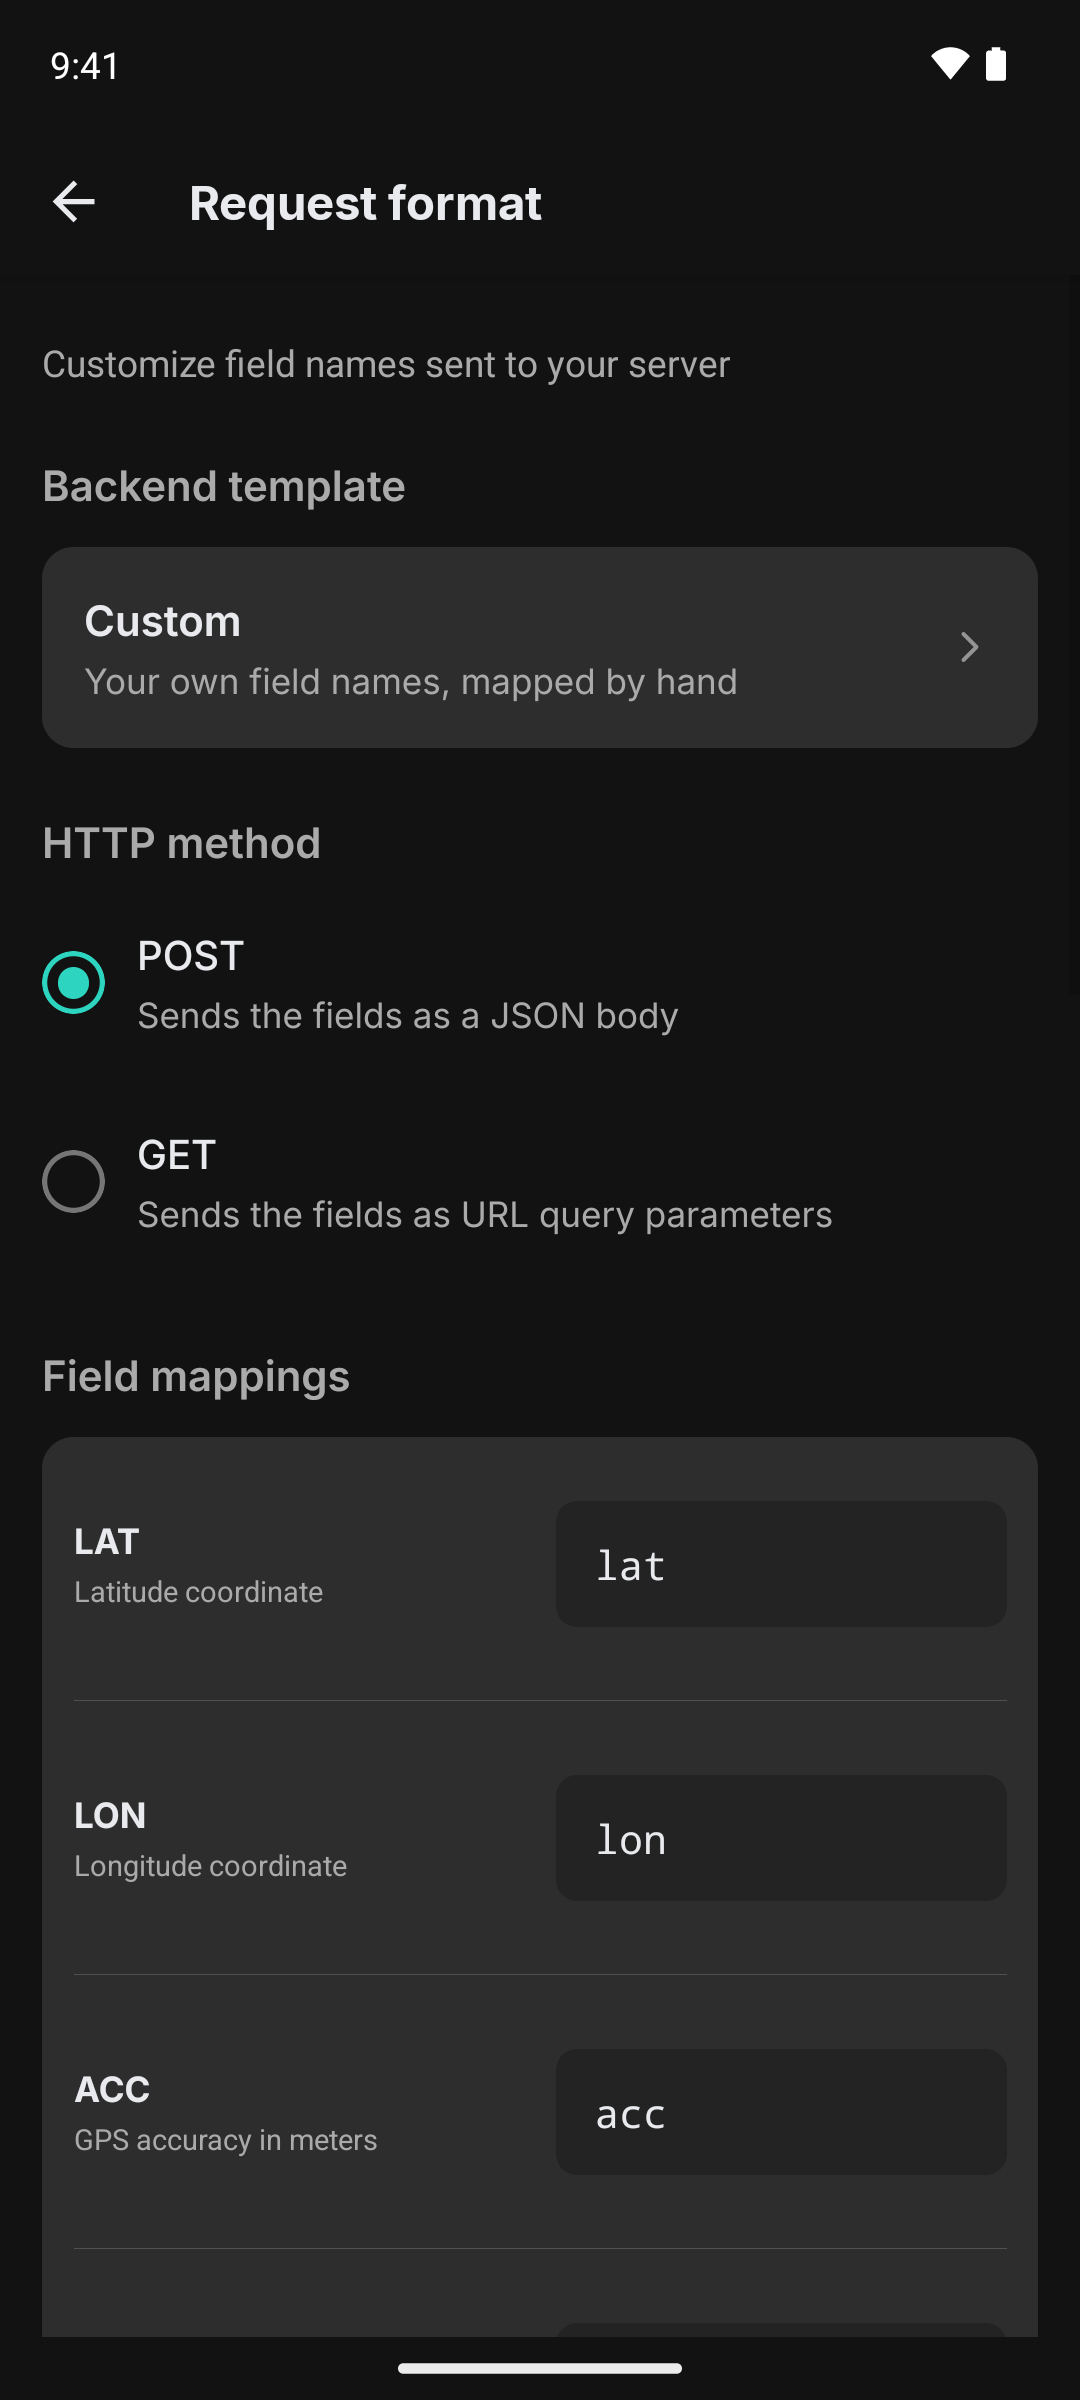 9:41
Request format
Customize field names sent to your server
Backend template
Custom
Your own field names, mapped by hand
HTTP method
POST
Sends the fields as a JSON body
GET
Sends the fields as URL query parameters
Field mappings
LAT
Latitude coordinate
lat
LON
Longitude coordinate
lon
ACC
GPS accuracy in meters
acc